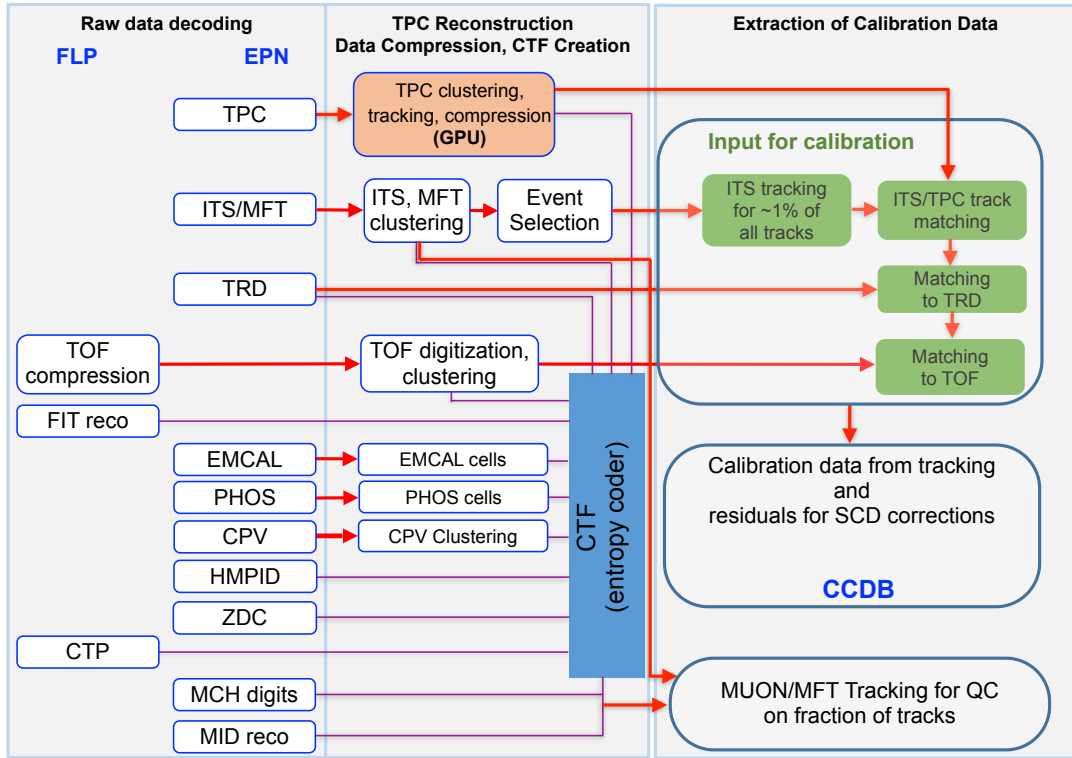 Raw data decoding
FLP
EPN
TPC Reconstruction
Data Compression, CTF Creation
Extraction of Calibration Data
TPC
TPC clustering,
tracking, compression
(GPU)
Input for calibration
ITS/MFT
ITS, MFT
clustering
Event
Selection
ITS tracking
for ~1% of
all tracks
ITS/TPC track
matching
TRD
Matching
to TRD
TOF
compression
TOF digitization,
clustering
Matching
to TOF
FIT reco
EMCAL
EMCAL cells
PHOS
PHOS cells
CPV
CPV Clustering
HMPID
ZDC
CTP
MCH digits
MID reco
CTF
(entropy coder)
Calibration data from tracking
and
residuals for SCD corrections
CCDB
MUON/MFT Tracking for QC
on fraction of tracks